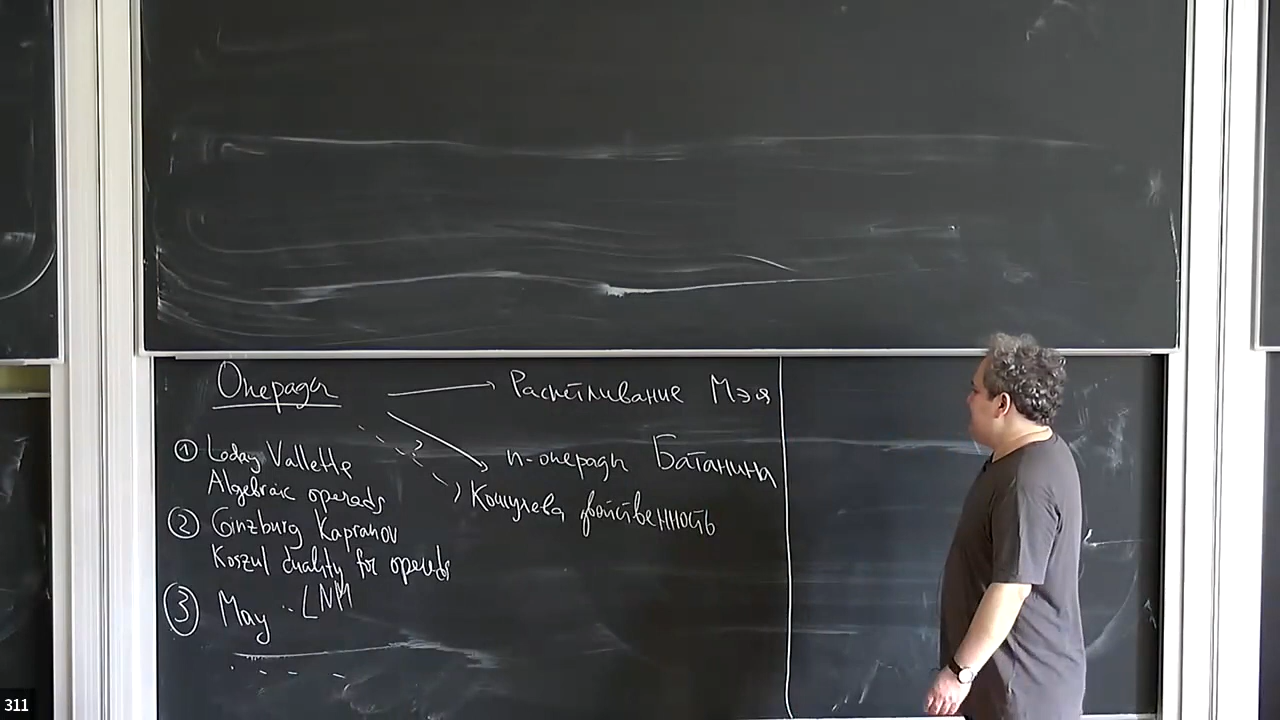 Операды
Распетливание Мэя
n-операды Батанина
?
Кошулева двойственность
① Loday Vallette
Algebraic operads
② Ginzburg Kapranov
Koszul duality for operads
③ May .. LNM
311